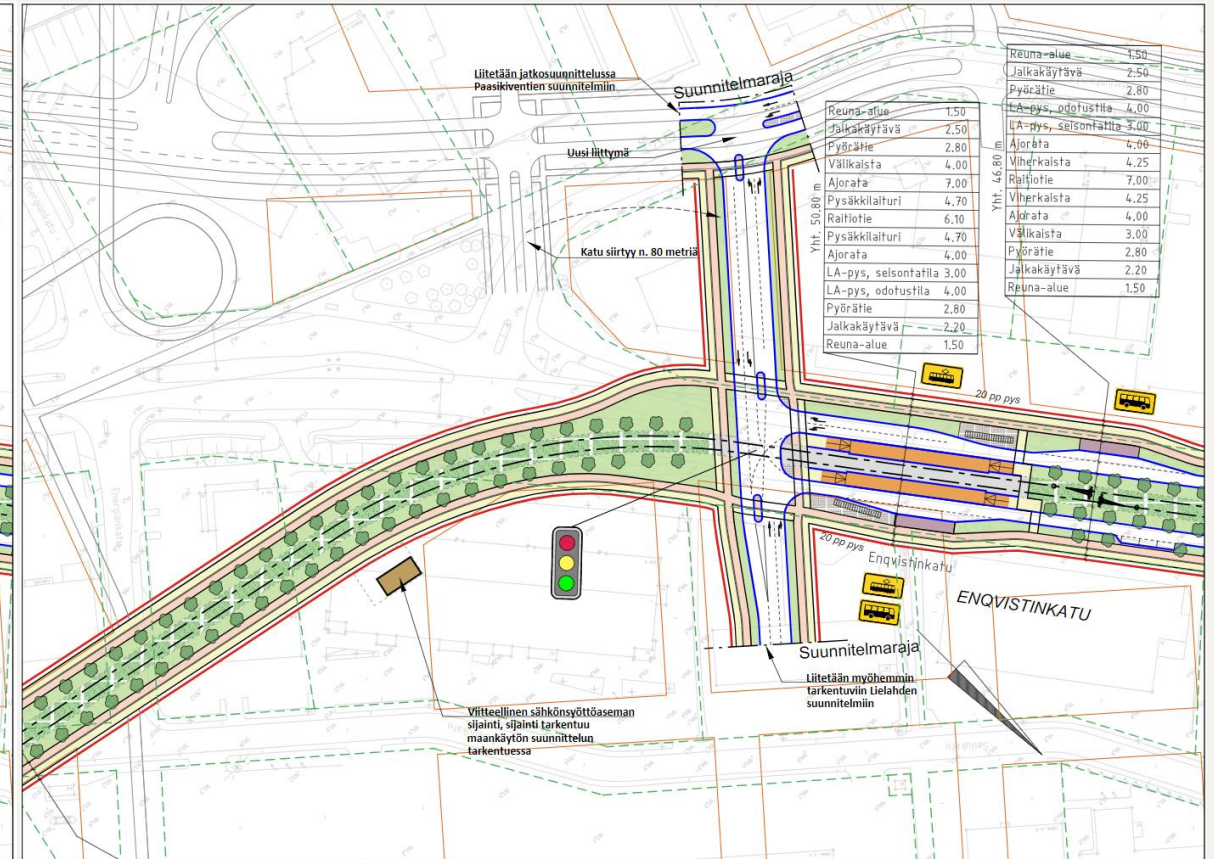 Liitetään jatkosuunnittelussa
Paasikiventien suunnitelmiin
Suunnitelmaraja
Uusi liittymä
Katu siirtyy n. 80 metriä
Yht. 50.80 m
Reuna-alue 1,50
Jalkakäytävä 2.50
Pyörätie 2.80
Välikaista 4.00
Ajorata 7.00
Pysäkkilaituri 4.70
Raitiotie 6.10
Pysäkkilaituri 4.70
Ajorata 4.00
LA-pys, seisontatila 3.00
LA-pys, odotustila 4.00
Pyörätie 2.80
Jalkakäytävä 2.20
Reuna-alue 1.50
Yht. 46.80 m
Reuna-alue 1,50
Jalkakäytävä 2.50
Pyörätie 2.80
LA-pys, odotustila 4.00
LA-pys, seisontatila 3.00
Ajorata 4.00
Viherkaista 4.25
Raitiotie 7.00
Viherkaista 4.25
Ajorata 4.00
Välikaista 3.00
Pyörätie 2.80
Jalkakäytävä 2.20
Reuna-alue 1.50
20 pp pys
20 pp pys
Enqvistinkatu
ENQVISTINKATU
Suunnitelmaraja
Liitetään myöhemmin
tarkentuviin Lielahden
suunnitelmiin
Viitteellinen sähkönsyöttöaseman
sijainti, sijainti tarkentuu
maankäytön suunnittelun
tarkentuessa
Energiankatu
Energiankatu
Sellukatu